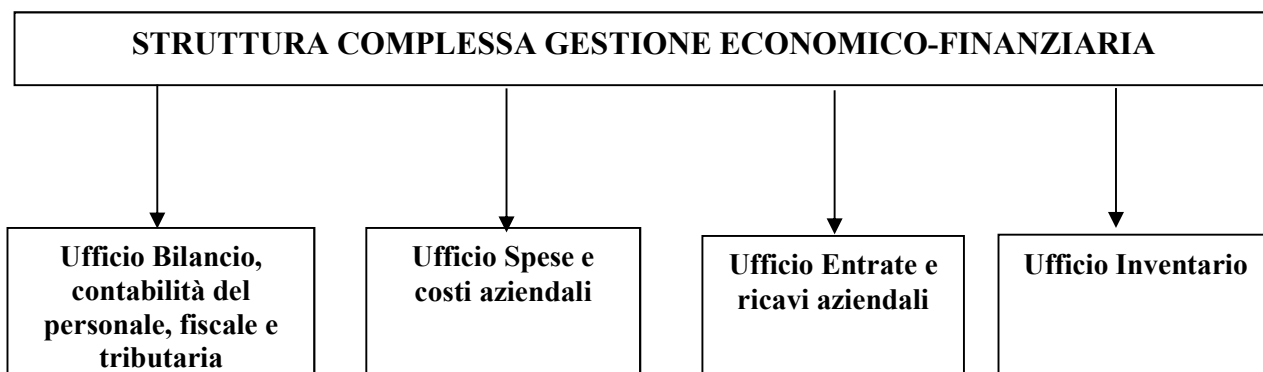 STRUTTURA COMPLESSA GESTIONE ECONOMICO-FINANZIARIA
Ufficio Bilancio,
contabilità del
personale, fiscale e
tributaria
Ufficio Spese e
costi aziendali
Ufficio Entrate e
ricavi aziendali
Ufficio Inventario